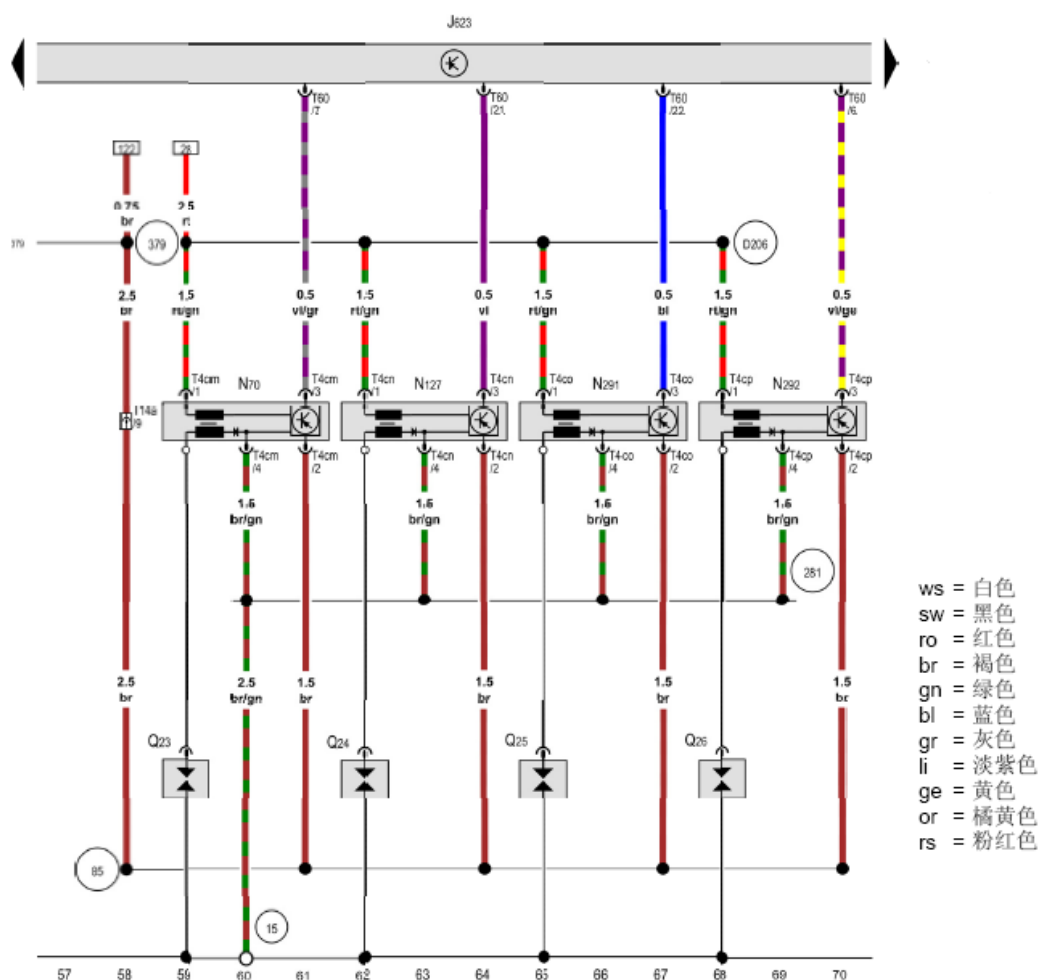 J623
T60 /7
T60 /21
T60 /22
T60 /6
122
28
0.75 br
2.5 rt
379
D206
2.5 br
1.5 rt/gn
0.5 vl/gr
1.5 rt/gn
0.5 vl
1.5 rt/gn
0.5 bl
1.5 rt/gn
0.5 vl/ge
T4cm /1
N70
T4cm /3
T4cn /1
N127
T4cn /3
T4co /1
N291
T4co /3
T4cp /1
N292
T4cp /3
/9
T4cm /4
T4cm /2
T4cn /4
T4cn /2
T4co /4
T4co /2
T4cp /4
T4cp /2
1.5 br/gn
1.5 br/gn
1.5 br/gn
1.5 br/gn
281
2.5 br
2.5 br/gn
1.5 br
1.5 br
1.5 br
1.5 br
Q23
Q24
Q25
Q26
85
15
57 58 59 60 61 62 63 64 65 66 67 68 69 70
ws = 白色
sw = 黑色
ro = 红色
br = 褐色
gn = 绿色
bl = 蓝色
gr = 灰色
li = 淡紫色
ge = 黄色
or = 橘黄色
rs = 粉红色